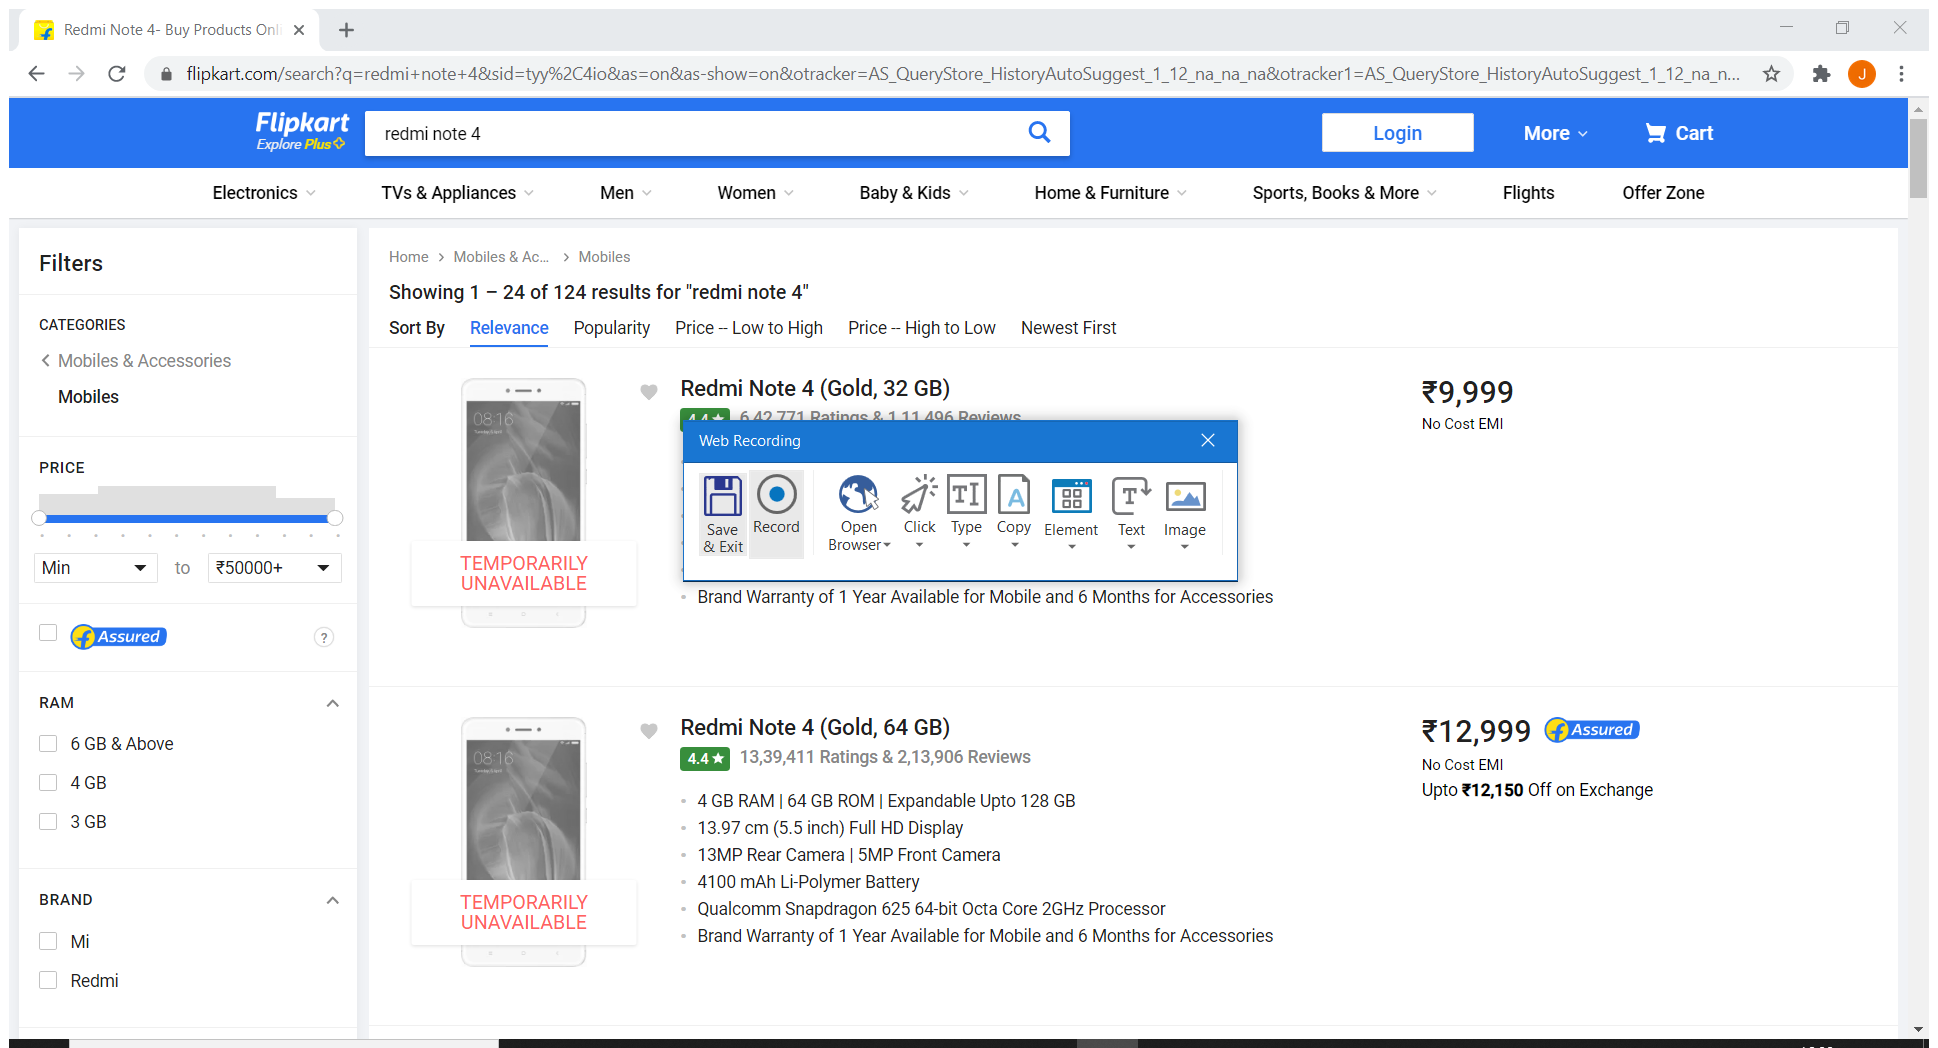 Redmi Note 4- Buy Products Onli
flipkart.com/search?q=redmi+note+4&sid=tyy%2C4io&as=on&as-show=on&otracker=AS_QueryStore_HistoryAutoSuggest_1_12_na_na_na&otracker1=AS_QueryStore_HistoryAutoSuggest_1_12_na_n...
J
Flipkart
Explore Plus
redmi note 4
Login
More
Cart
Electronics
TVs & Appliances
Men
Women
Baby & Kids
Home & Furniture
Sports, Books & More
Flights
Offer Zone
Filters
CATEGORIES
Mobiles & Accessories
Mobiles
PRICE
Min
to
₹50000+
Assured
?
RAM
6 GB & Above
4 GB
3 GB
BRAND
Mi
Redmi
Home > Mobiles & Ac... > Mobiles
Showing 1 – 24 of 124 results for "redmi note 4"
Sort By Relevance Popularity Price -- Low to High Price -- High to Low Newest First
08:16
TEMPORARILY
UNAVAILABLE
Redmi Note 4 (Gold, 32 GB)
4.4★ 6,42,771 Ratings & 1,11,496 Reviews
Web Recording
Save
& Exit
Record
Open
Browser
Click
Type
Copy
Element
Text
Image
Brand Warranty of 1 Year Available for Mobile and 6 Months for Accessories
₹9,999
No Cost EMI
08:16
TEMPORARILY
UNAVAILABLE
Redmi Note 4 (Gold, 64 GB)
4.4★ 13,39,411 Ratings & 2,13,906 Reviews
4 GB RAM | 64 GB ROM | Expandable Upto 128 GB
13.97 cm (5.5 inch) Full HD Display
13MP Rear Camera | 5MP Front Camera
4100 mAh Li-Polymer Battery
Qualcomm Snapdragon 625 64-bit Octa Core 2GHz Processor
Brand Warranty of 1 Year Available for Mobile and 6 Months for Accessories
₹12,999
Assured
No Cost EMI
Upto ₹12,150 Off on Exchange